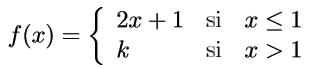 f(x) = { 2x + 1 si x ≤ 1
k si x > 1